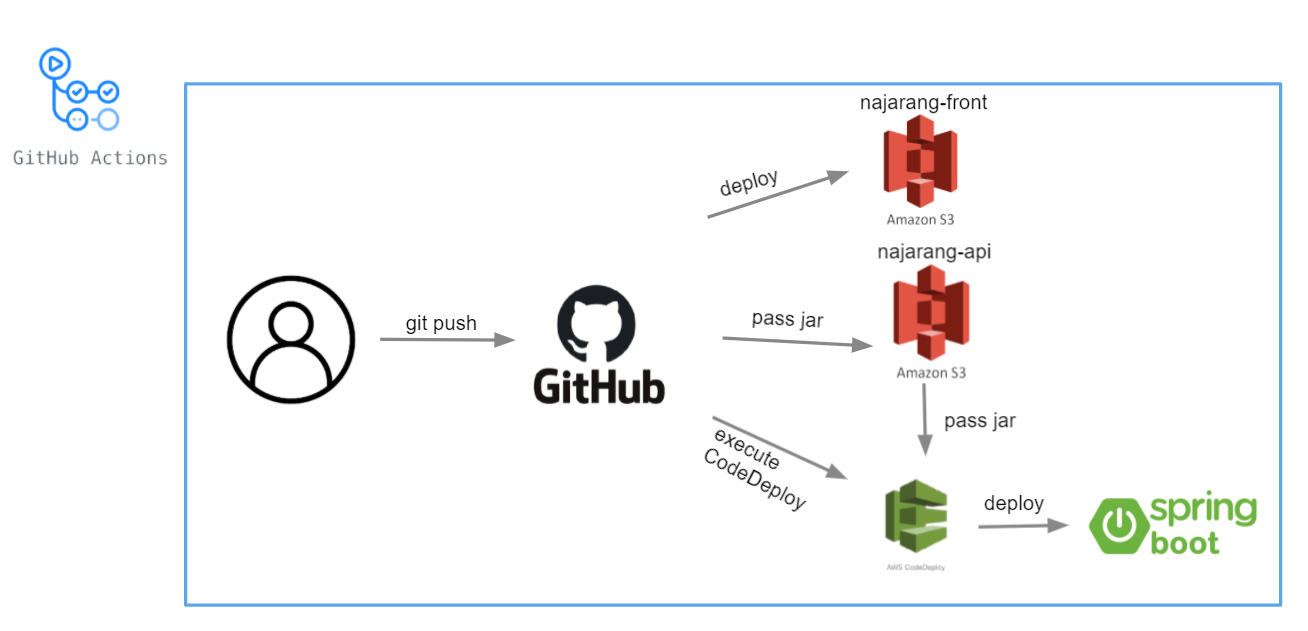 GitHub Actions
najarang-front
deploy
Amazon S3
najarang-api
git push
GitHub
pass jar
Amazon S3
pass jar
execute
CodeDeploy
AWS CodeDeploy
deploy
spring
boot